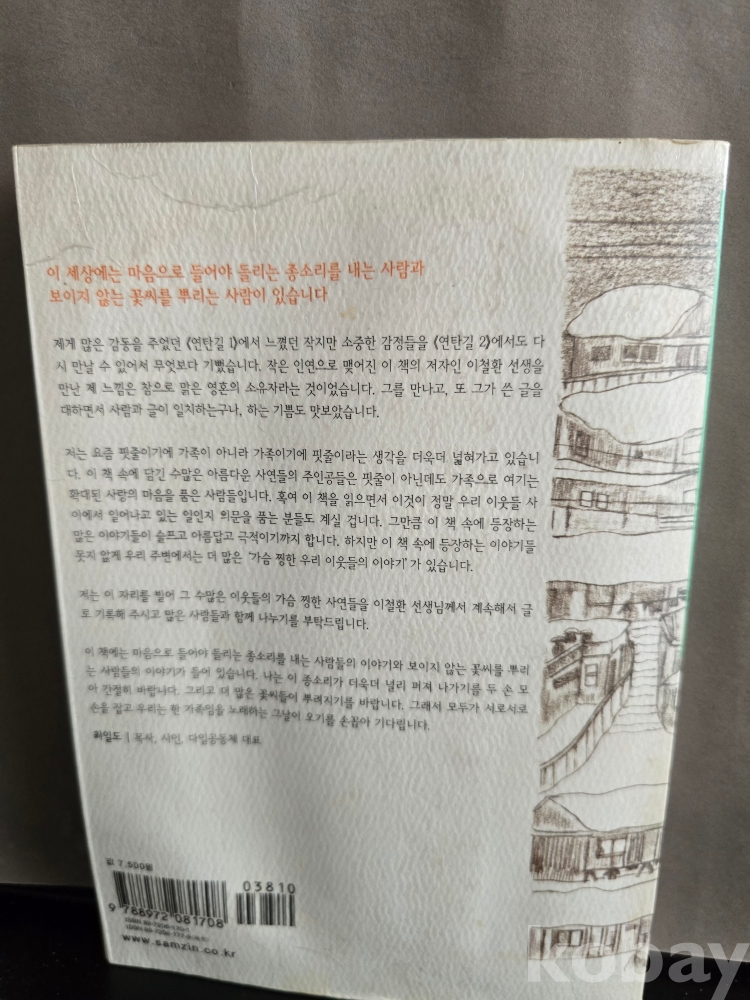 이 세상에는 마음으로 들어야 들리는 종소리를 내는 사람과
보이지 않는 꽃씨를 뿌리는 사람이 있습니다
제게 많은 감동을 주었던 《연탄길 1》에서 느꼈던 작지만 소중한 감정들을 《연탄길 2》에서도 다
시 만날 수 있어서 무엇보다 기뻤습니다. 작은 인연으로 맺어진 이 책의 저자인 이철환 선생을
만난 제 느낌은 참으로 맑은 영혼의 소유자라는 것이었습니다. 그를 만나고, 또 그가 쓴 글을
대하면서 사람과 글이 일치하는구나, 하는 기쁨도 맛보았습니다.
저는 요즘 핏줄이기에 가족이 아니라 가족이기에 핏줄이라는 생각을 더욱더 넓혀가고 있습니
다. 이 책 속에 담긴 수많은 아름다운 사연들의 주인공들은 핏줄이 아닌데도 가족으로 여기는
확대된 사랑의 마음을 품은 사람들입니다. 혹여 이 책을 읽으면서 이것이 정말 우리 이웃들 사
이에서 일어나고 있는 일인지 의문을 품는 분들도 계실 겁니다. 그만큼 이 책 속에 등장하는
많은 이야기들이 슬프고 아름답고 극적이기까지 합니다. 하지만 이 책 속에 등장하는 이야기들
못지 않게 우리 주변에서는 더 많은 '가슴 찡한 우리 이웃들의 이야기'가 있습니다.
저는 이 자리를 빌어 그 수많은 이웃들의 가슴 찡한 사연들을 이철환 선생님께서 계속해서 글
로 기록해 주시고 많은 사람들과 함께 나누기를 부탁드립니다.
이 책에는 마음으로 들어야 들리는 종소리를 내는 사람들의 이야기와 보이지 않는 꽃씨를 뿌리
는 사람들의 이야기가 들어 있습니다. 나는 이 종소리가 더욱더 널리 퍼져 나가기를 두 손 모
아 간절히 바랍니다. 그리고 더 많은 꽃씨들이 뿌려지기를 바랍니다. 그래서 모두가 서로서로
손을 잡고 우리는 한 가족임을 노래하는 그날이 오기를 손꼽아 기다립니다.
최일도 | 목사, 시인, 다일공동체 대표
값 7,500원
03810
9 788972 081708
www.samzin.co.kr
kobay